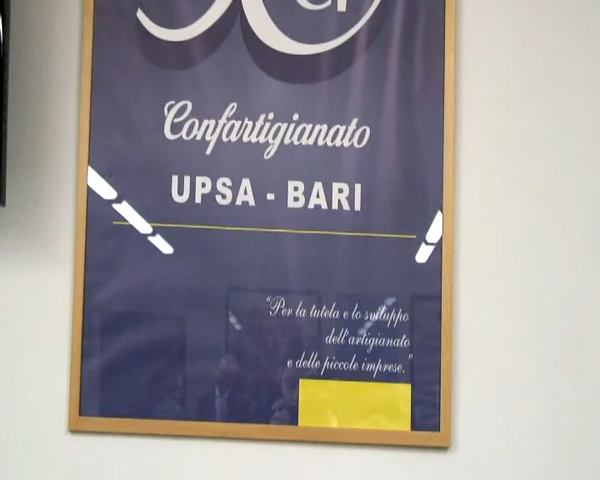 Confartigianato
UPSA - BARI
"Per la tutela e lo sviluppo
dell'artigianato
e delle piccole imprese."